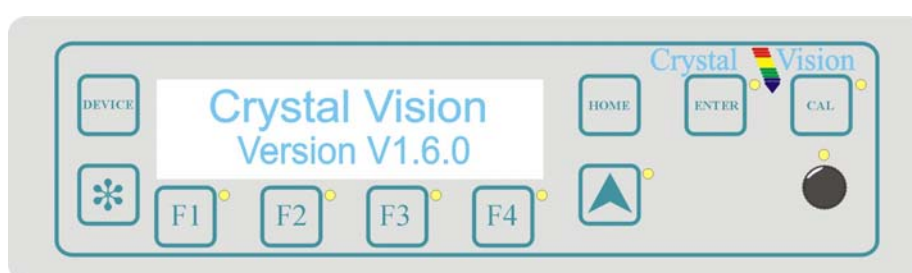 Crystal Vision
DEVICE
Crystal Vision
Version V1.6.0
HOME
ENTER
CAL
F1
F2
F3
F4